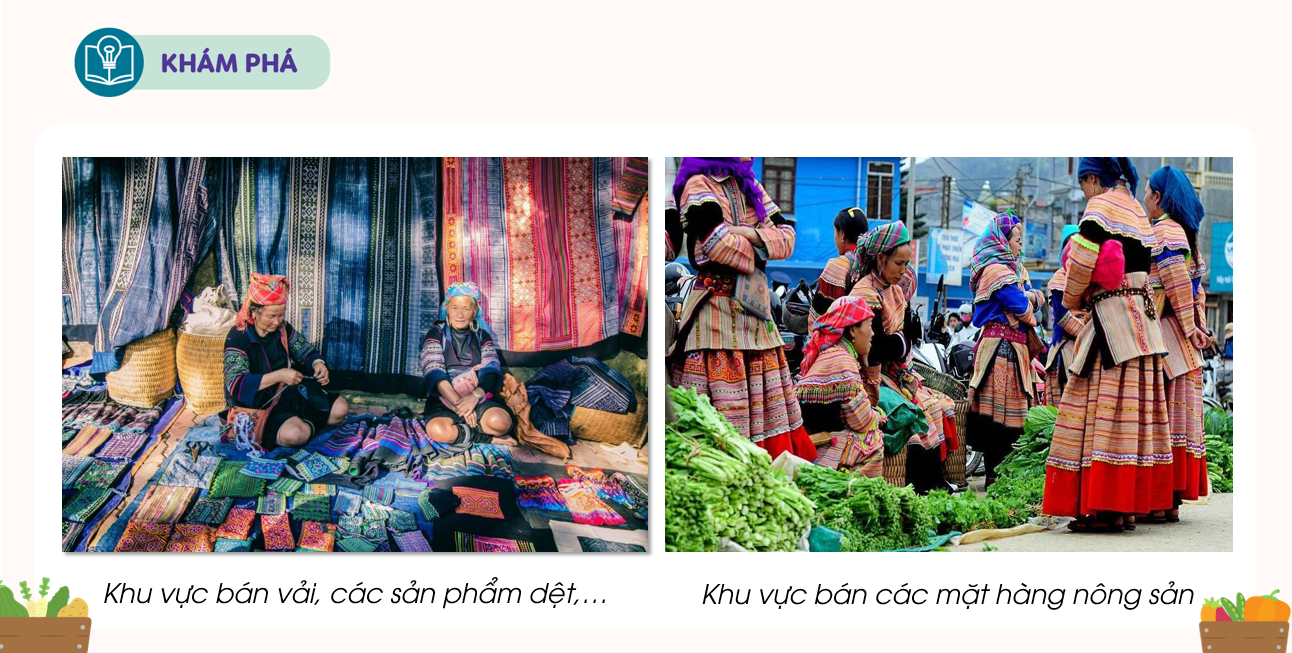 KHÁM PHÁ
Khu vực bán vải, các sản phẩm dệt,...
Khu vực bán các mặt hàng nông sản